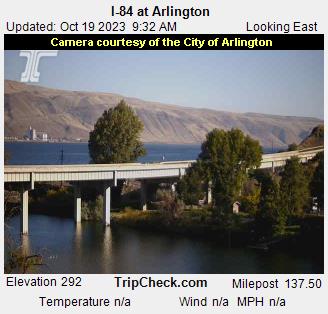 I-84 at Arlington
Updated: Oct 19 2023 9:32 AM Looking East
Camera courtesy of the City of Arlington
Elevation 292 TripCheck.com Milepost 137.50
Temperature n/a Wind n/a MPH n/a